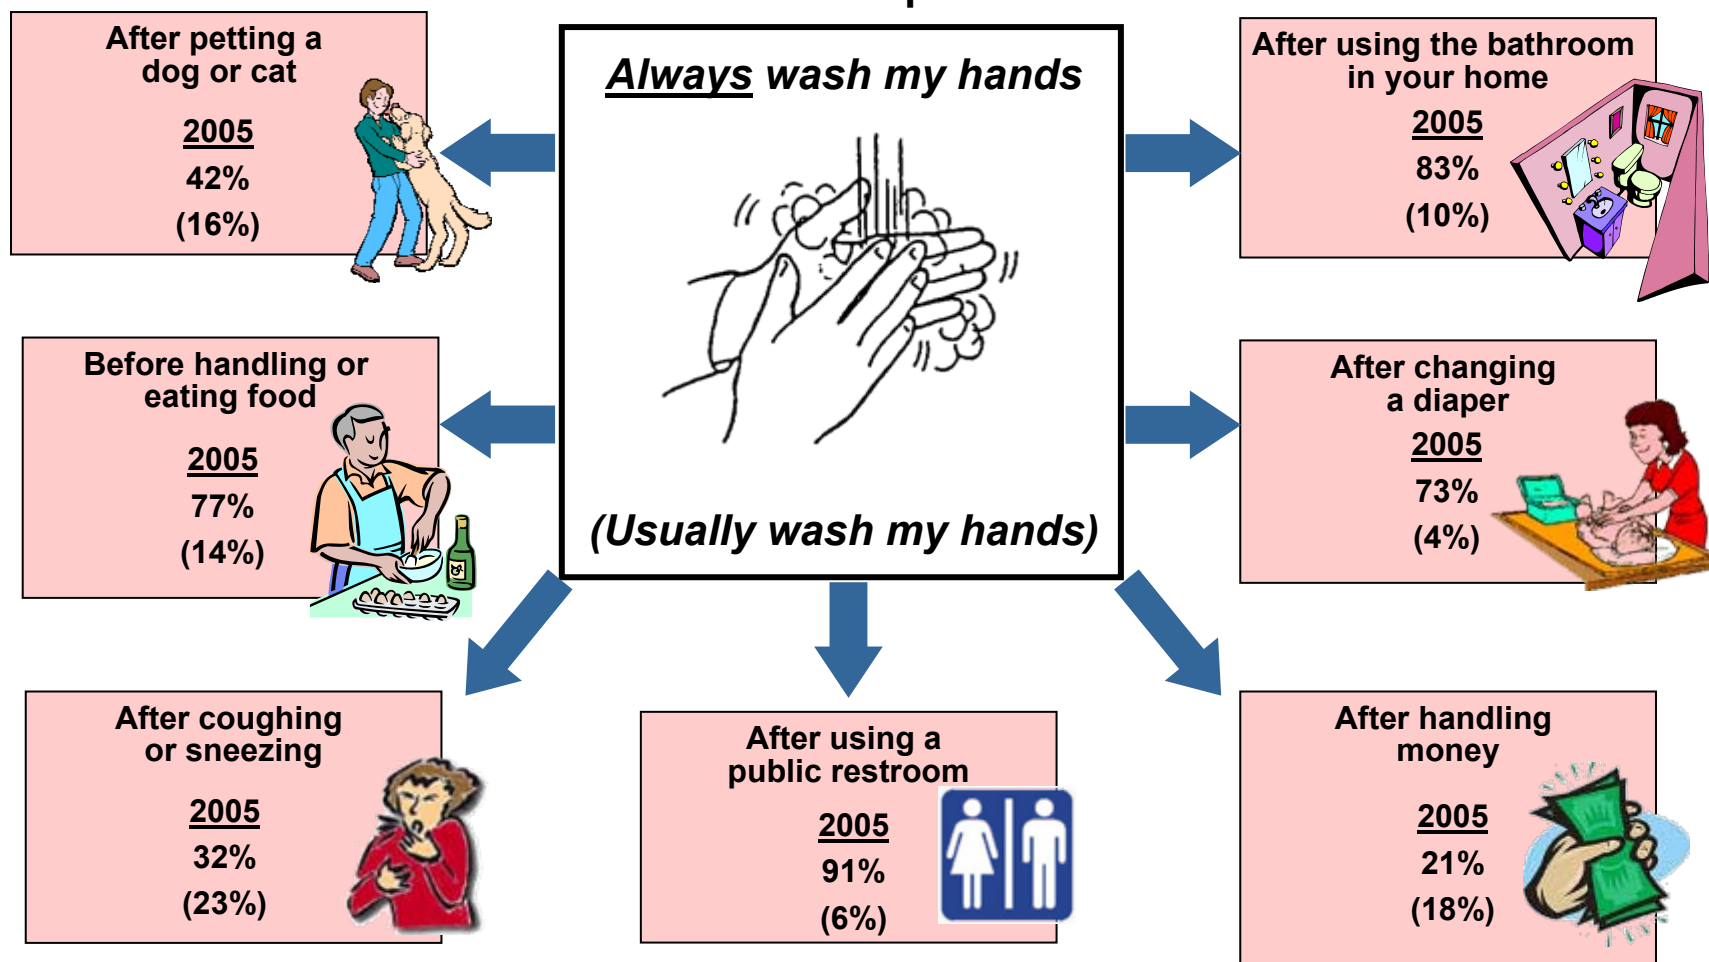 After petting a
dog or cat
2005
42%
(16%)
Always wash my hands
(Usually wash my hands)
After using the bathroom
in your home
2005
83%
(10%)
Before handling or
eating food
2005
77%
(14%)
After changing
a diaper
2005
73%
(4%)
After coughing
or sneezing
2005
32%
(23%)
After using a
public restroom
2005
91%
(6%)
After handling
money
2005
21%
(18%)